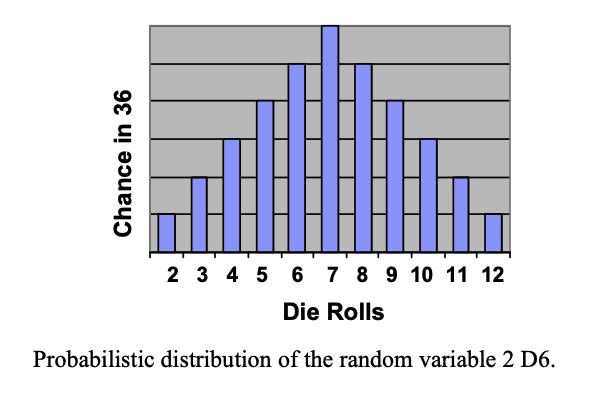 Chance in 36
2 3 4 5 6 7 8 9 10 11 12
Die Rolls
Probabilistic distribution of the random variable 2 D6.